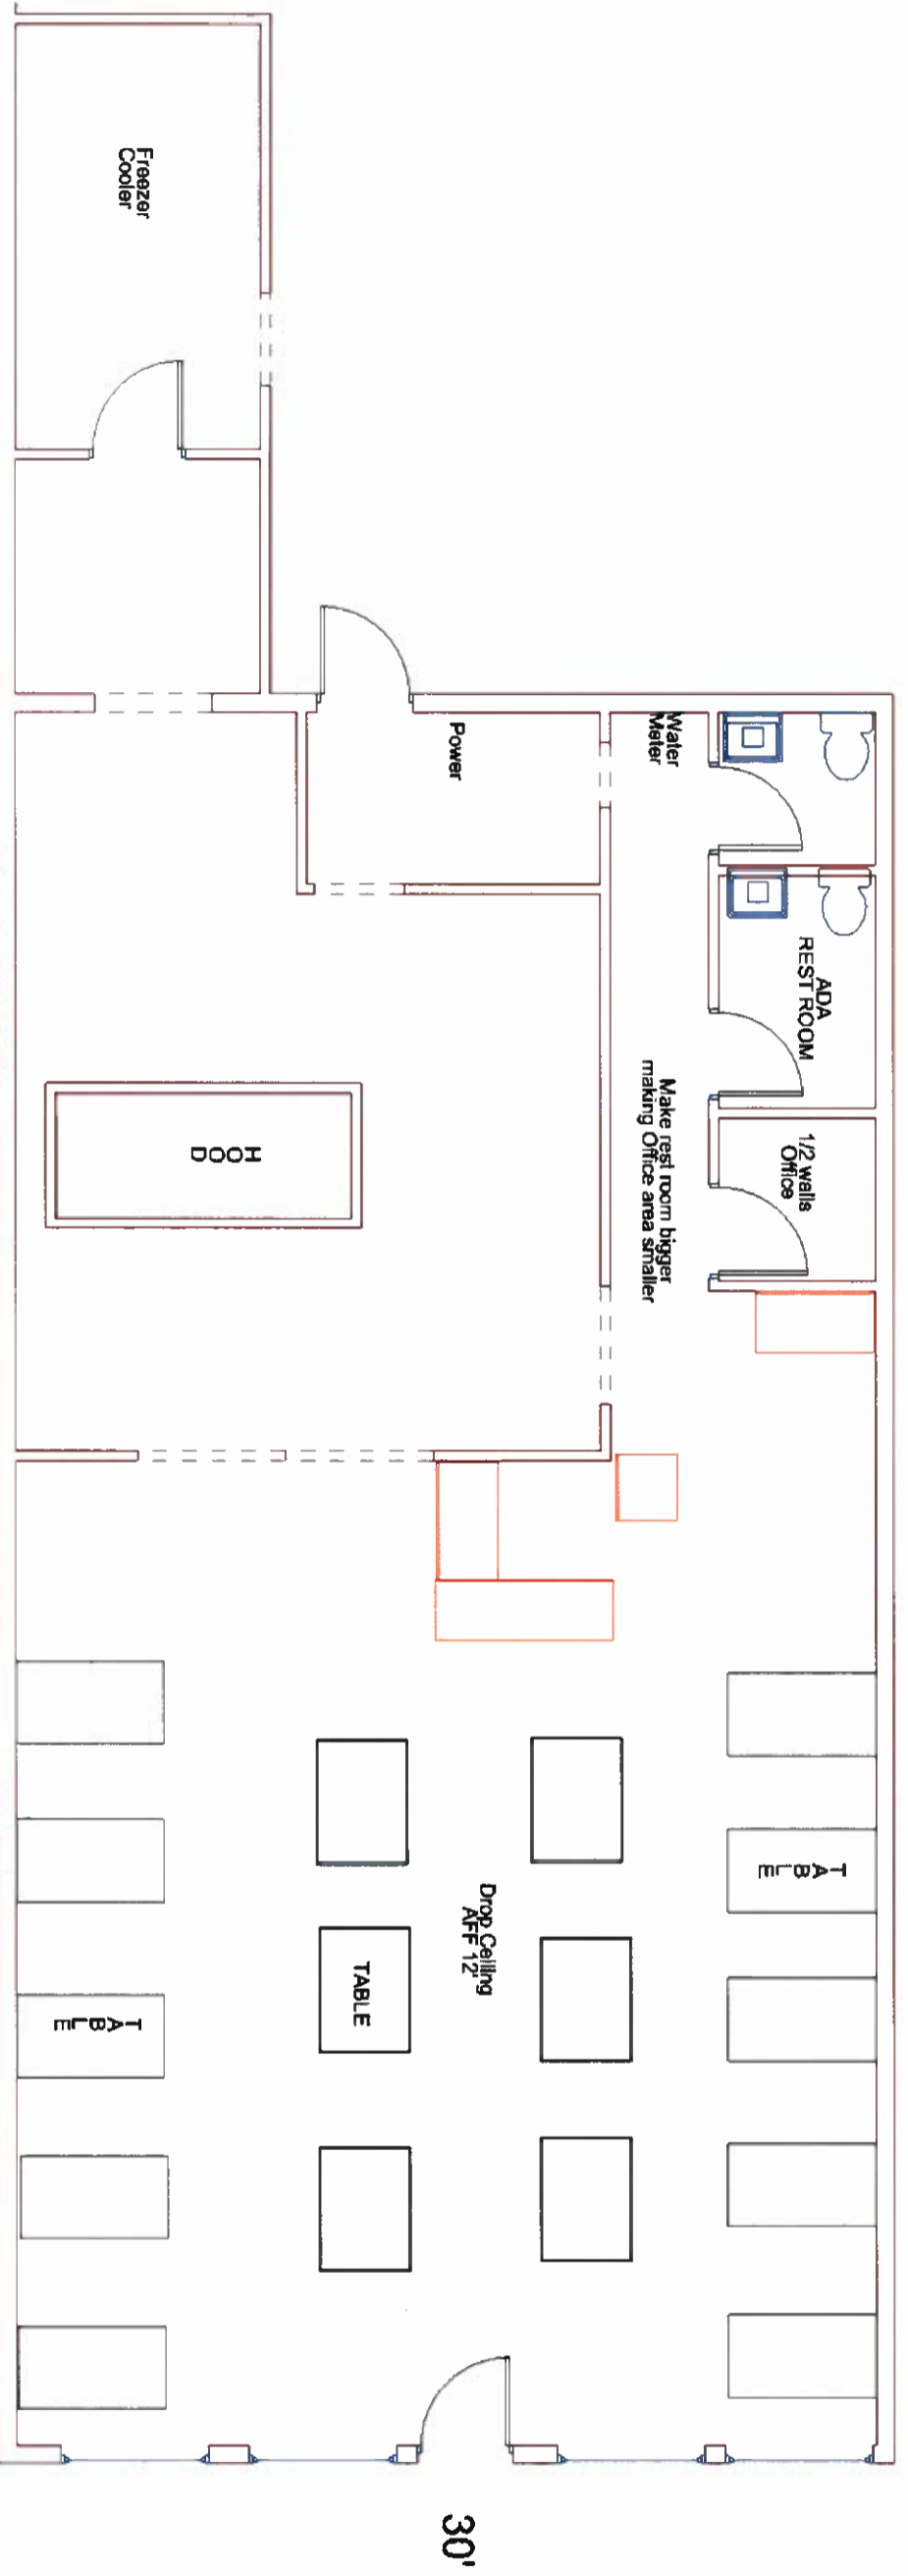 Freezer
Cooler
Power
Water
Meter
ADA
REST ROOM
1/2 walls
Office
Make rest room bigger
making Office area smaller
HOOD
TABLE
TABLE
TABLE
Drop Ceiling
AFF 12'
30'